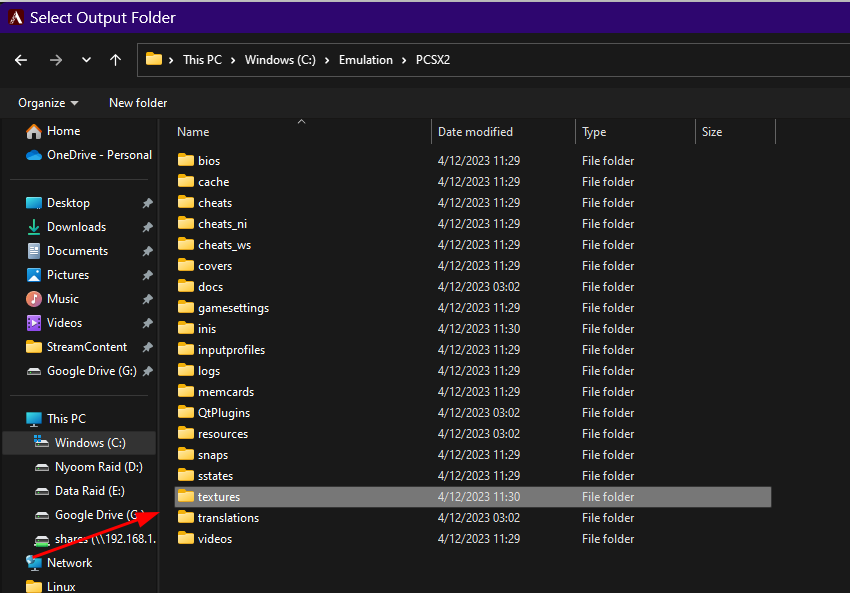 Select Output Folder
This PC
Windows (C:)
Emulation
PCSX2
Organize
New folder
Home
OneDrive - Personal
Desktop
Downloads
Documents
Pictures
Music
Videos
StreamContent
Google Drive (G:)
This PC
Windows (C:)
Nyoom Raid (D:)
Data Raid (E:)
Google Drive (G:)
shares (\\192.168.1.
Network
Linux
Name Date modified Type Size
bios 4/12/2023 11:29 File folder
cache 4/12/2023 11:29 File folder
cheats 4/12/2023 11:29 File folder
cheats_ni 4/12/2023 11:29 File folder
cheats_ws 4/12/2023 11:29 File folder
covers 4/12/2023 11:29 File folder
docs 4/12/2023 03:02 File folder
gamesettings 4/12/2023 11:29 File folder
inis 4/12/2023 11:30 File folder
inputprofiles 4/12/2023 11:29 File folder
logs 4/12/2023 11:29 File folder
memcards 4/12/2023 11:29 File folder
QtPlugins 4/12/2023 03:02 File folder
resources 4/12/2023 03:02 File folder
snaps 4/12/2023 11:29 File folder
sstates 4/12/2023 11:29 File folder
textures 4/12/2023 11:30 File folder
translations 4/12/2023 03:02 File folder
videos 4/12/2023 11:29 File folder